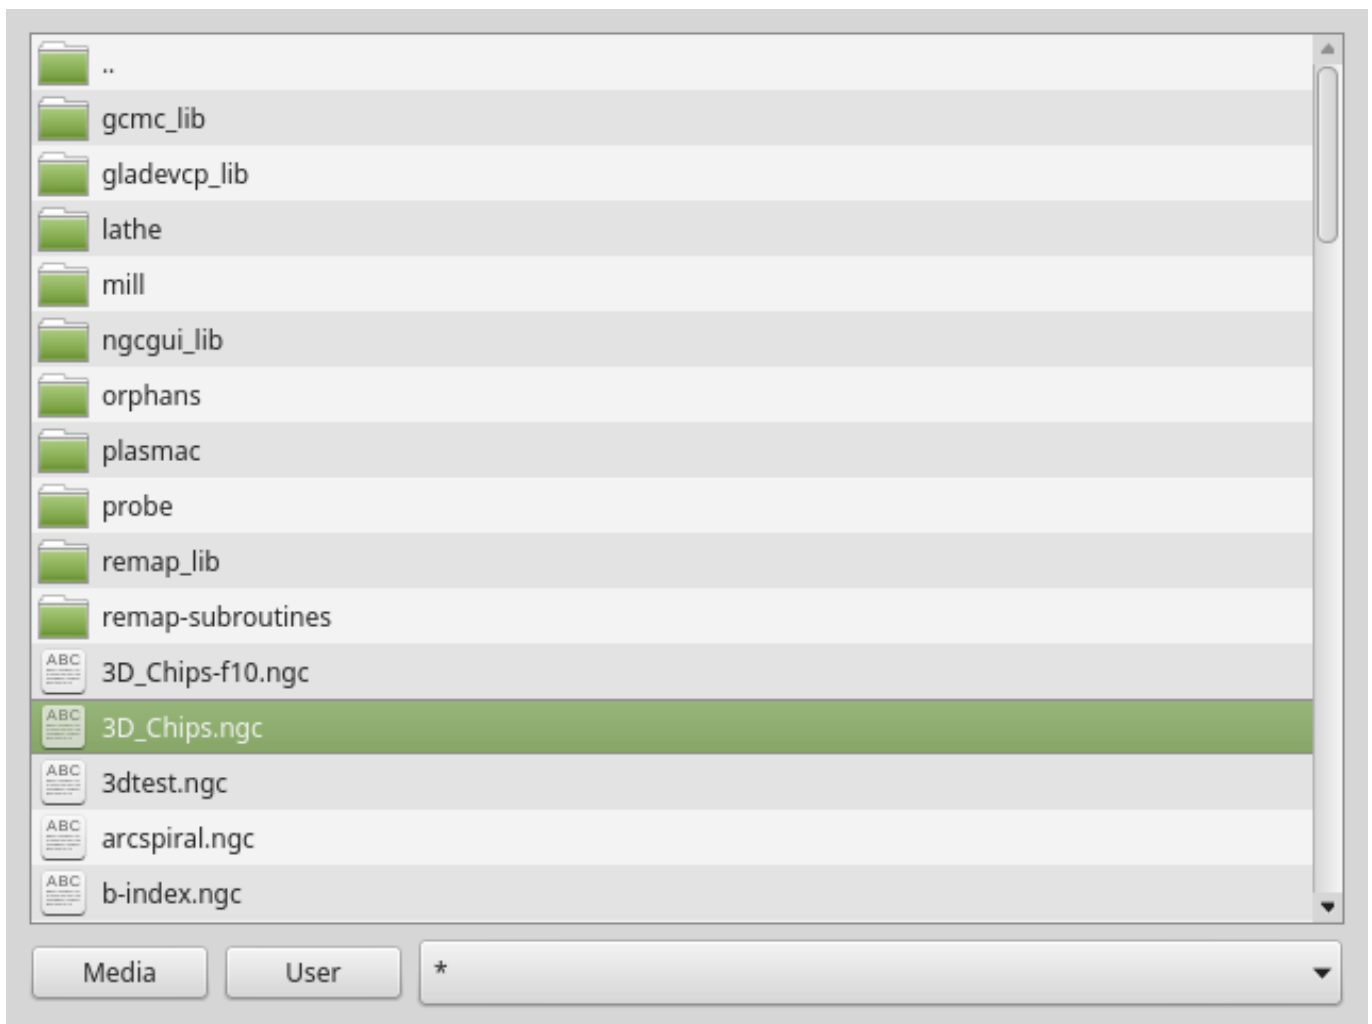 ..
gcmc_lib
gladevcp_lib
lathe
mill
ngcgui_lib
orphans
plasmac
probe
remap_lib
remap-subroutines
ABC 3D_Chips-f10.ngc
ABC 3D_Chips.ngc
ABC 3dtest.ngc
ABC arcspiral.ngc
ABC b-index.ngc
Media User *